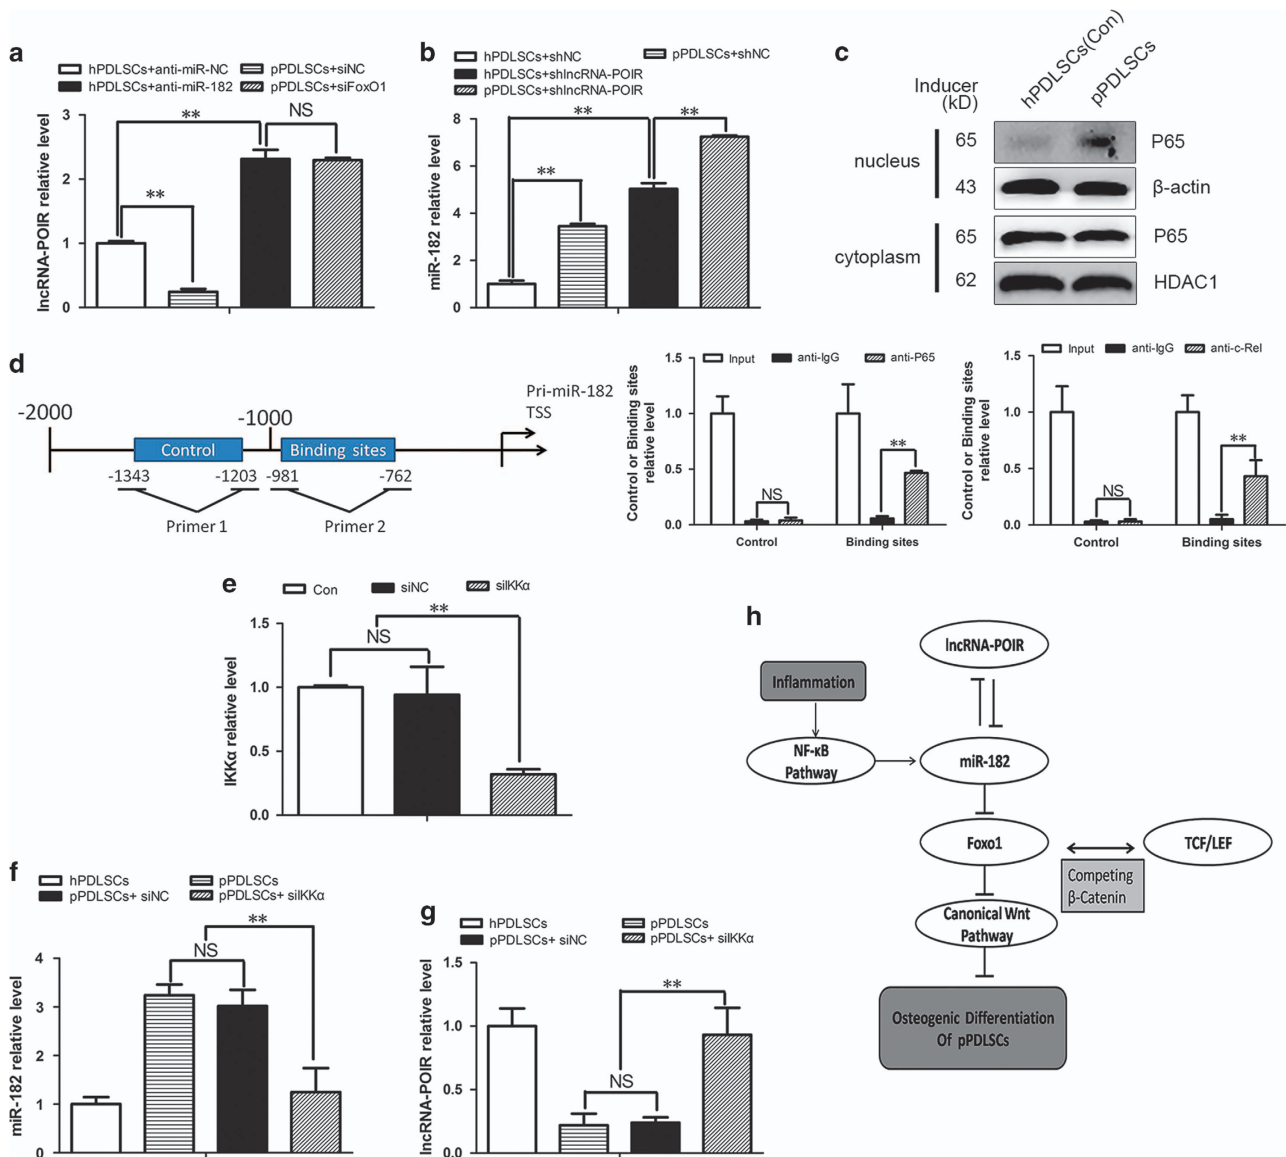 a
hPDLSCs+anti-miR-NC
pPDLSCs+siNC
hPDLSCs+anti-miR-182
pPDLSCs+siFoxO1
lncRNA-POIR relative level
3
2
1
0
**
**
NS
b
hPDLSCs+shNC
pPDLSCs+shNC
hPDLSCs+shlncRNA-POIR
pPDLSCs+shlncRNA-POIR
miR-182 relative level
8
6
4
2
0
**
**
**
c
hPDLSCs(Con)
pPDLSCs
Inducer
(kD)
nucleus
65
P65
43
β-actin
cytoplasm
65
P65
62
HDAC1
d
-2000
-1000
Pri-miR-182
TSS
Control
Binding sites
-1343
-1203
-981
-762
Primer 1
Primer 2
Input
anti-IgG
anti-P65
Control or Binding sites
relative level
1.5
1.0
0.5
0.0
NS
**
Control
Binding sites
Input
anti-IgG
anti-c-Rel
Control or Binding sites
relative level
1.5
1.0
0.5
0.0
NS
**
Control
Binding sites
e
Con
siNC
siIKKα
IKKα relative level
1.5
1.0
0.5
0.0
NS
**
f
hPDLSCs
pPDLSCs
pPDLSCs+ siNC
pPDLSCs+ siIKKα
miR-182 relative level
4
3
2
1
0
NS
**
g
hPDLSCs
pPDLSCs
pPDLSCs+ siNC
pPDLSCs+ siIKKα
lncRNA-POIR relative level
1.5
1.0
0.5
0.0
NS
**
h
lncRNA-POIR
Inflammation
NF-κB
Pathway
miR-182
Foxo1
TCF/LEF
Competing
β-Catenin
Canonical Wnt
Pathway
Osteogenic Differentiation
Of pPDLSCs